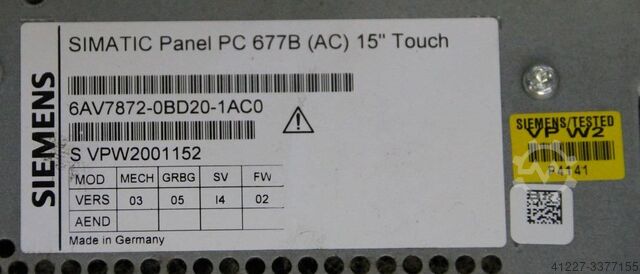 SIEMENS
SIMATIC Panel PC 677B (AC) 15" Touch
6AV7872-0BD20-1AC0
S VPW2001152
MOD MECH GRBG SV FW
VERS 03 05 I4 02
AEND
Made in Germany
SIEMENS/TESTED
VP W2
P4141
41227-3377155